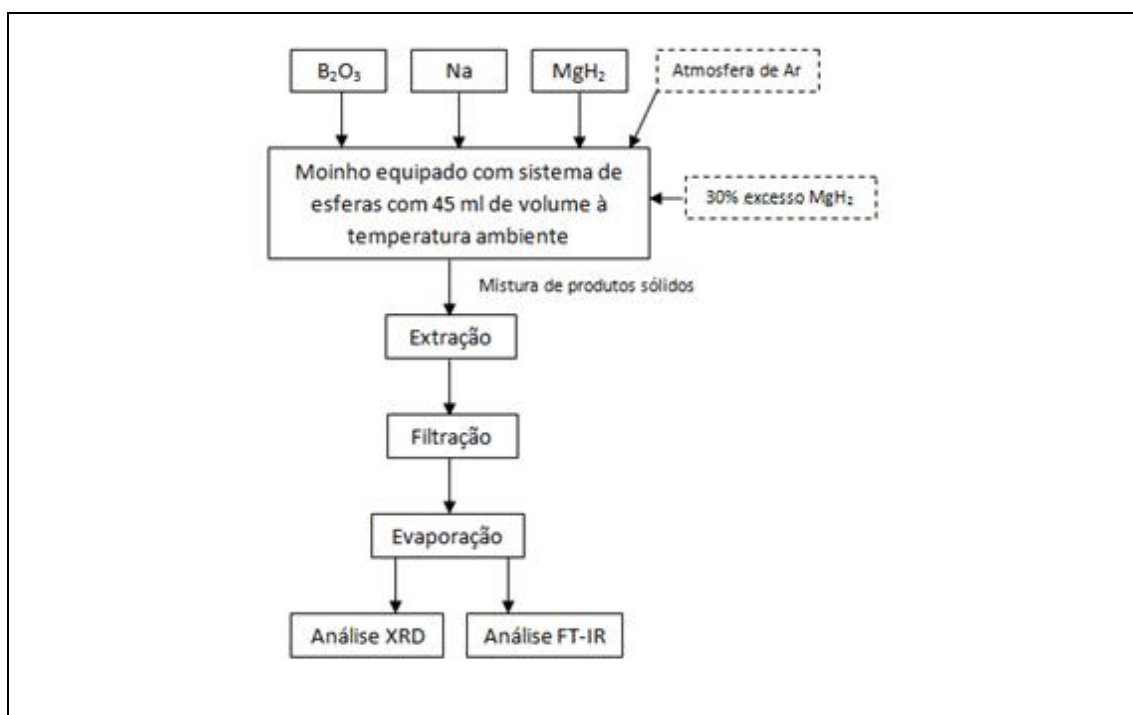 B₂O₃
Na
MgH₂
Atmosfera de Ar
Moinho equipado com sistema de
esferas com 45 ml de volume à
temperatura ambiente
30% excesso MgH₂
Mistura de produtos sólidos
Extração
Filtração
Evaporação
Análise XRD
Análise FT-IR